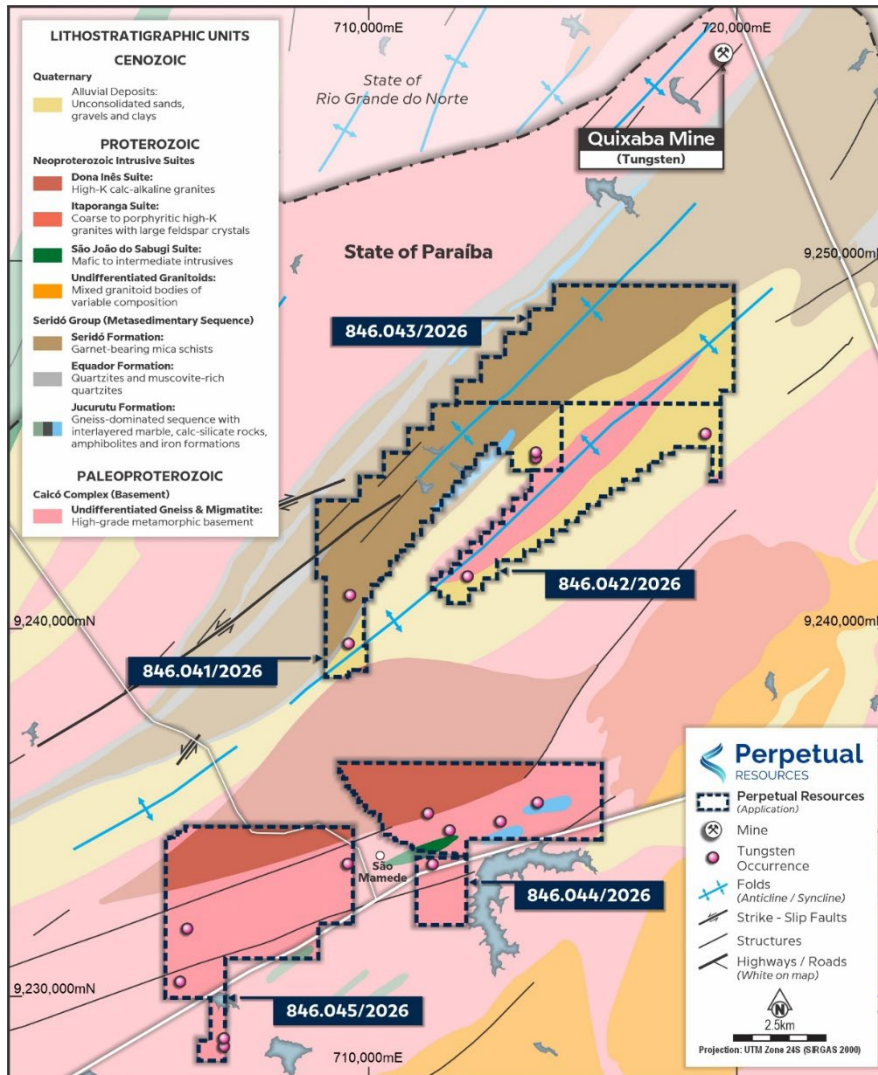 710,000mE
720,000mE
LITHOSTRATIGRAPHIC UNITS
CENOZOIC
Quaternary
Alluvial Deposits:
Unconsolidated sands,
gravels and clays
PROTEROZOIC
Neoproterozoic Intrusive Suites
Dona Inês Suite:
High-K calc-alkaline granites
Itaporanga Suite:
Coarse to porphyritic high-K
granites with large feldspar crystals
São João do Sabugi Suite:
Mafic to intermediate intrusives
Undifferentiated Granitoids:
Mixed granitoid bodies of
variable composition
Seridó Group (Metasedimentary Sequence)
Seridó Formation:
Garnet-bearing mica schists
Equador Formation:
Quartzites and muscovite-rich
quartzites
Jucurutu Formation:
Gneiss-dominated sequence with
interlayered marble, calc-silicate rocks,
amphibolites and iron formations
PALEOPROTEROZOIC
Caicó Complex (Basement)
Undifferentiated Gneiss & Migmatite:
High-grade metamorphic basement
State of
Rio Grande do Norte
Quixaba Mine
(Tungsten)
State of Paraíba
9,250,000mN
846.043/2026
846.042/2026
9,240,000mN
9,240,000mN
846.041/2026
São
Mamede
846.044/2026
9,230,000mN
846.045/2026
710,000mE
Perpetual
RESOURCES
Perpetual Resources
(Application)
Mine
Tungsten
Occurrence
Folds
(Anticline / Syncline)
Strike - Slip Faults
Structures
Highways / Roads
(White on map)
N
2.5km
Projection: UTM Zone 24S (SIRGAS 2000)